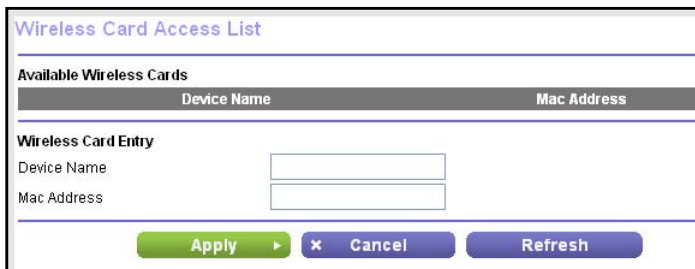 Wireless Card Access List
Available Wireless Cards
Device Name Mac Address
Wireless Card Entry
Device Name
Mac Address
Apply Cancel Refresh